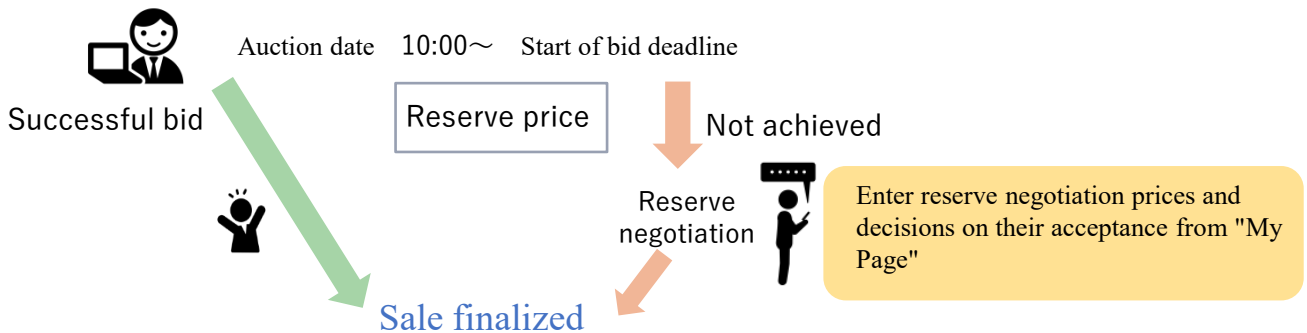 Auction date 10:00～ Start of bid deadline
Successful bid
Reserve price
Not achieved
Reserve
negotiation
Enter reserve negotiation prices and
decisions on their acceptance from "My
Page"
Sale finalized